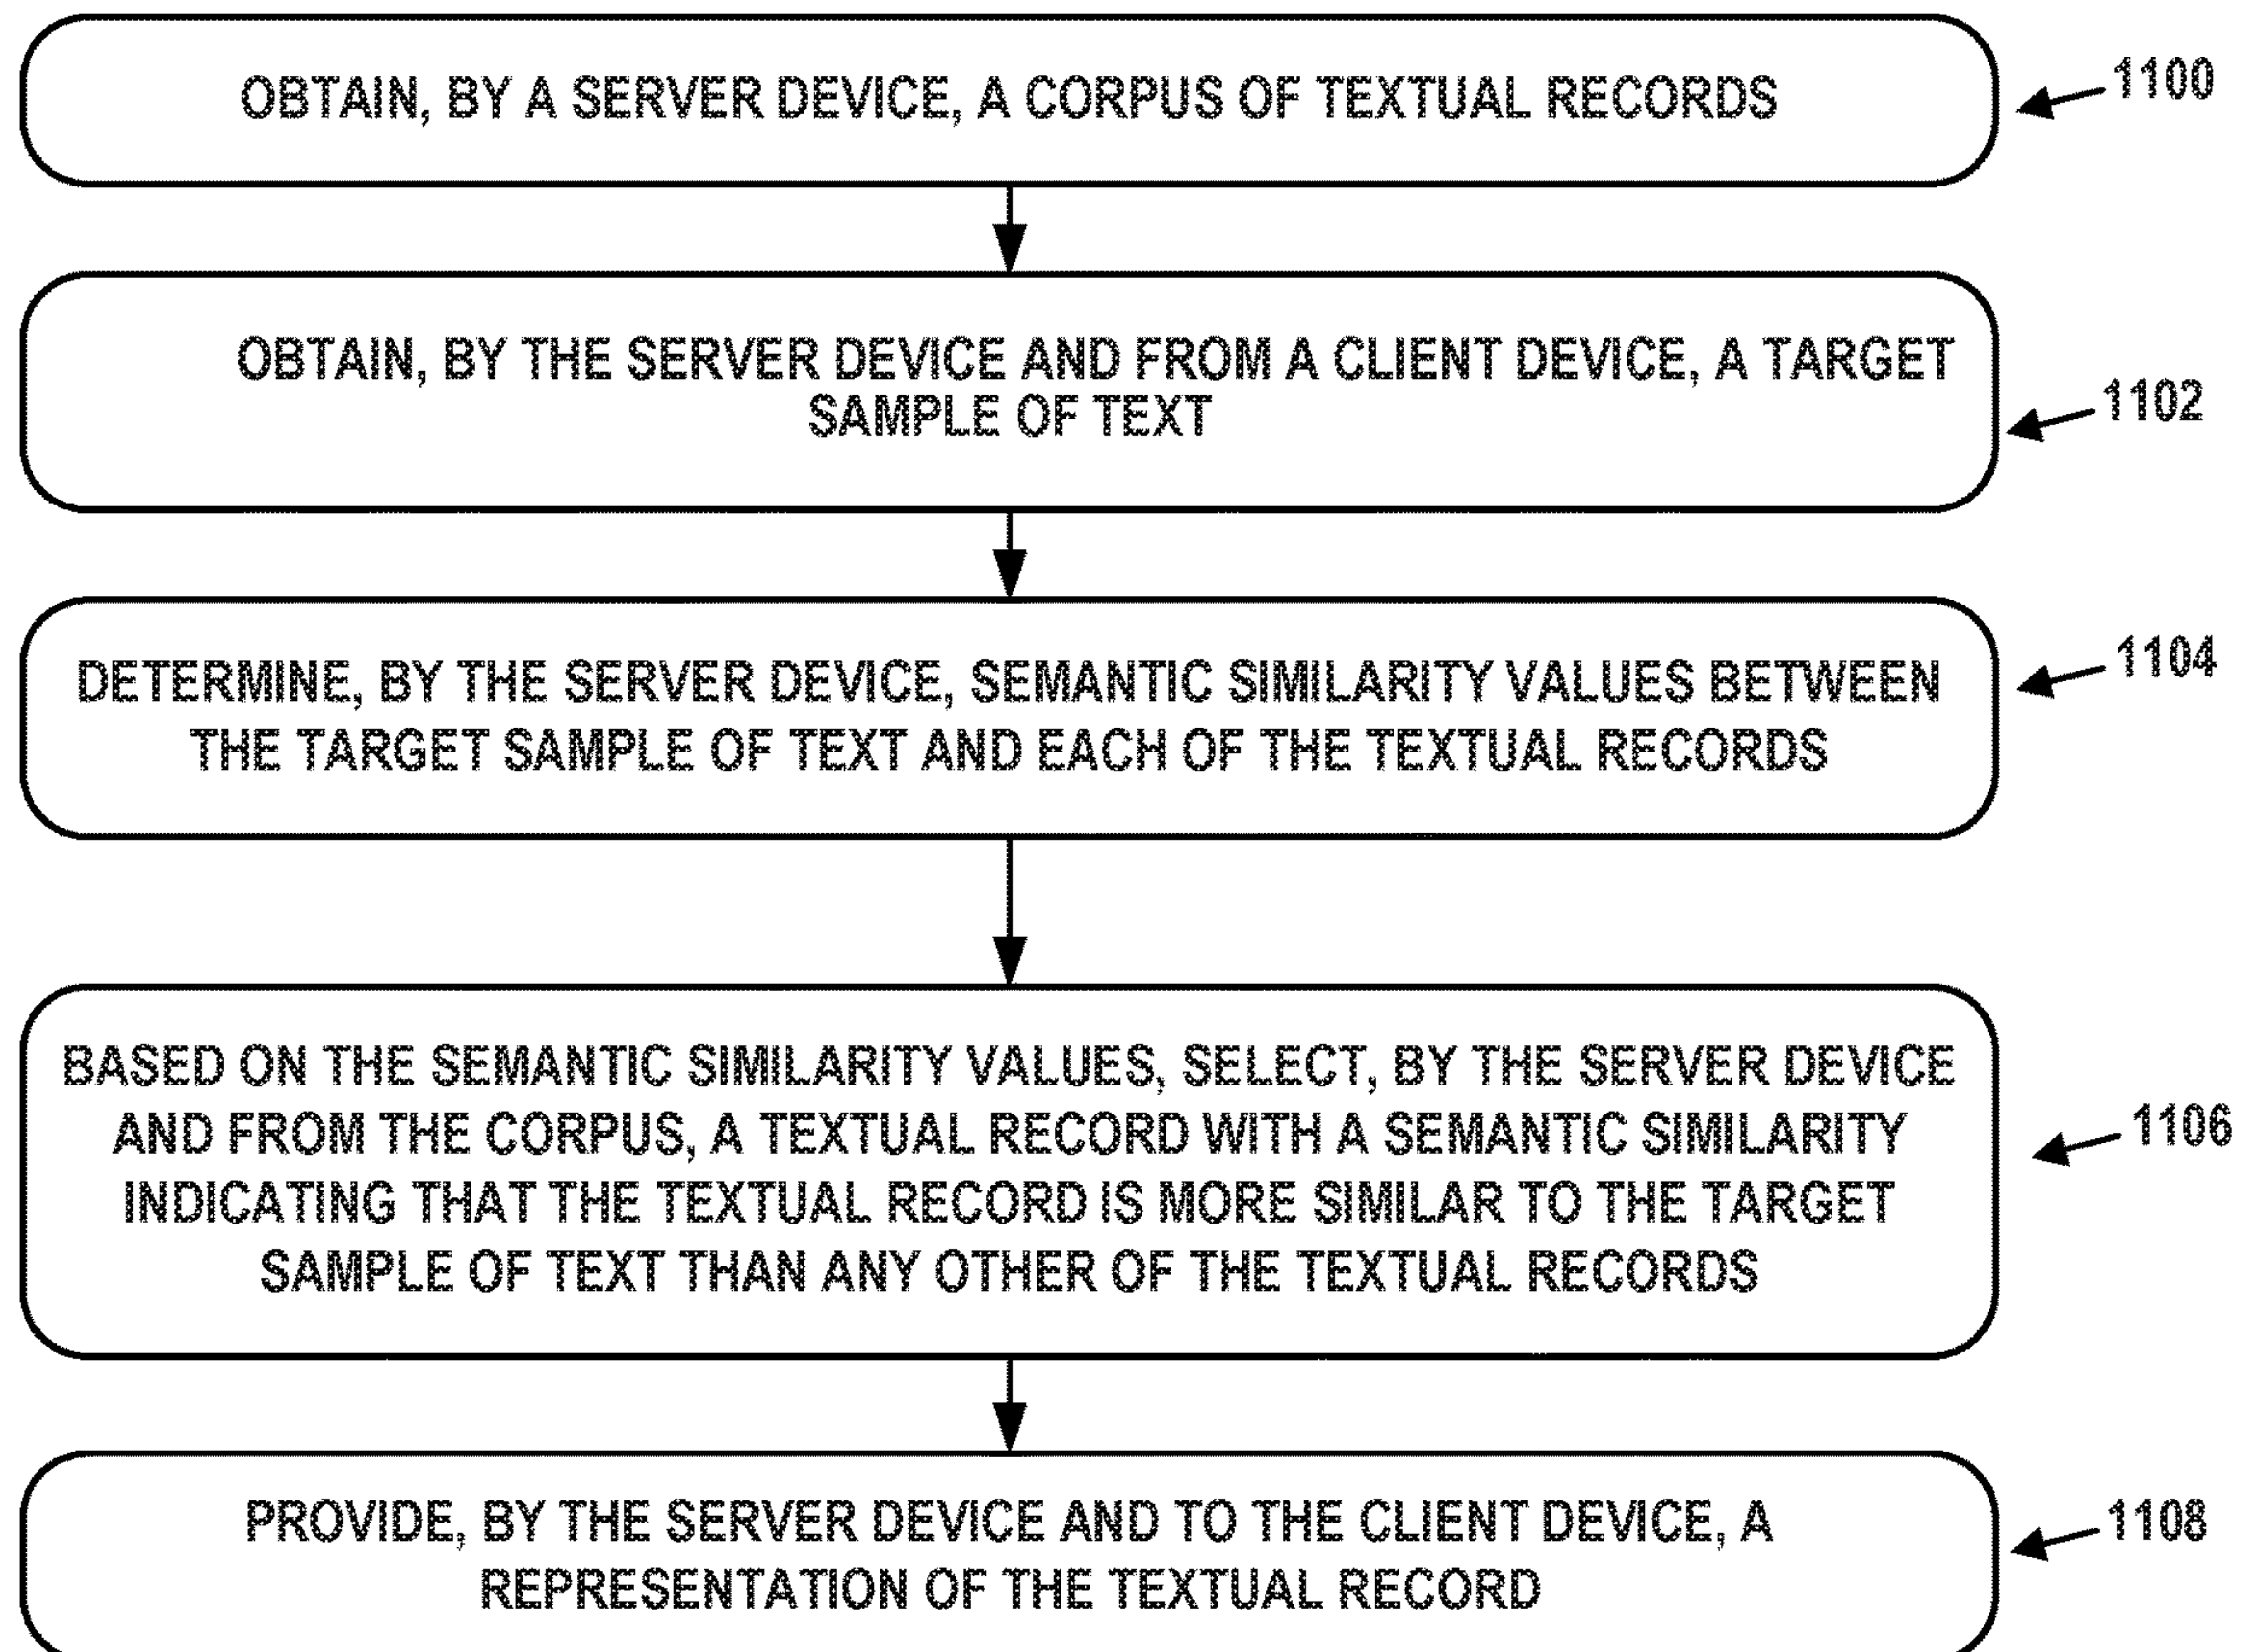 OBTAIN, BY A SERVER DEVICE, A CORPUS OF TEXTUAL RECORDS
1100
OBTAIN, BY THE SERVER DEVICE AND FROM A CLIENT DEVICE, A TARGET
SAMPLE OF TEXT
1102
DETERMINE, BY THE SERVER DEVICE, SEMANTIC SIMILARITY VALUES BETWEEN
THE TARGET SAMPLE OF TEXT AND EACH OF THE TEXTUAL RECORDS
1104
BASED ON THE SEMANTIC SIMILARITY VALUES, SELECT, BY THE SERVER DEVICE
AND FROM THE CORPUS, A TEXTUAL RECORD WITH A SEMANTIC SIMILARITY
INDICATING THAT THE TEXTUAL RECORD IS MORE SIMILAR TO THE TARGET
SAMPLE OF TEXT THAN ANY OTHER OF THE TEXTUAL RECORDS
1106
PROVIDE, BY THE SERVER DEVICE AND TO THE CLIENT DEVICE, A
REPRESENTATION OF THE TEXTUAL RECORD
1108